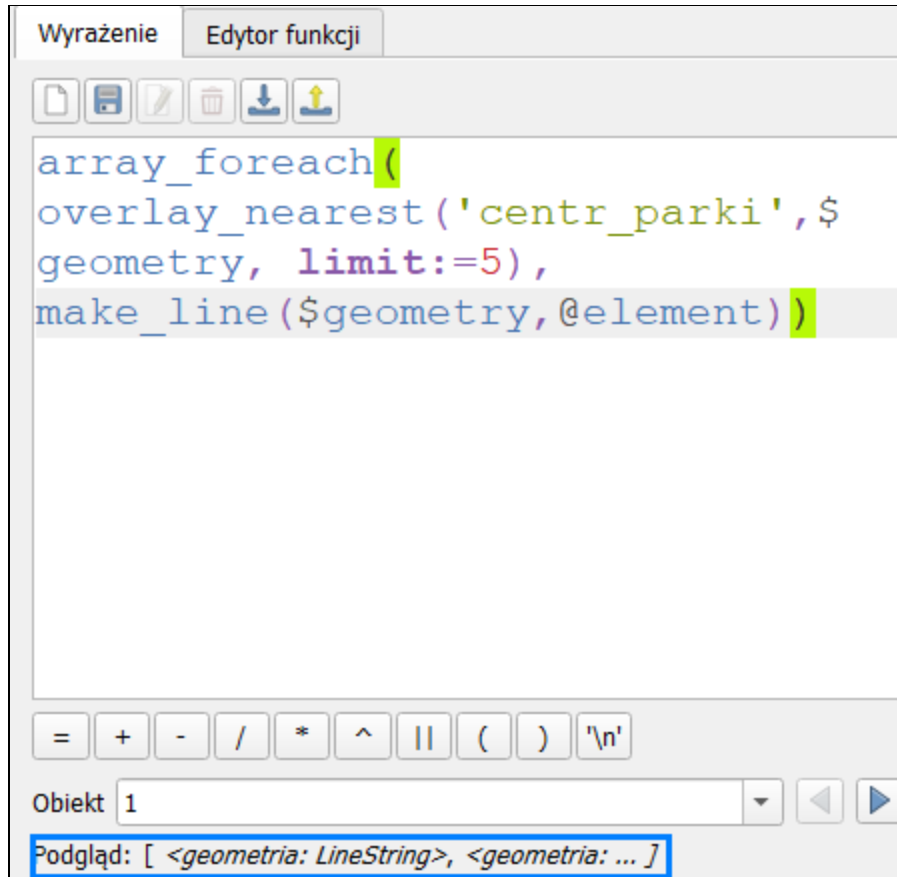 Wyrażenie Edytor funkcji
array_foreach(
overlay_nearest('centr_parki',$
geometry, limit:=5),
make_line($geometry,@element))
= + - / * ^ || ( ) '\n'
Obiekt 1
Podgląd: [ <geometria: LineString>, <geometria: ... ]